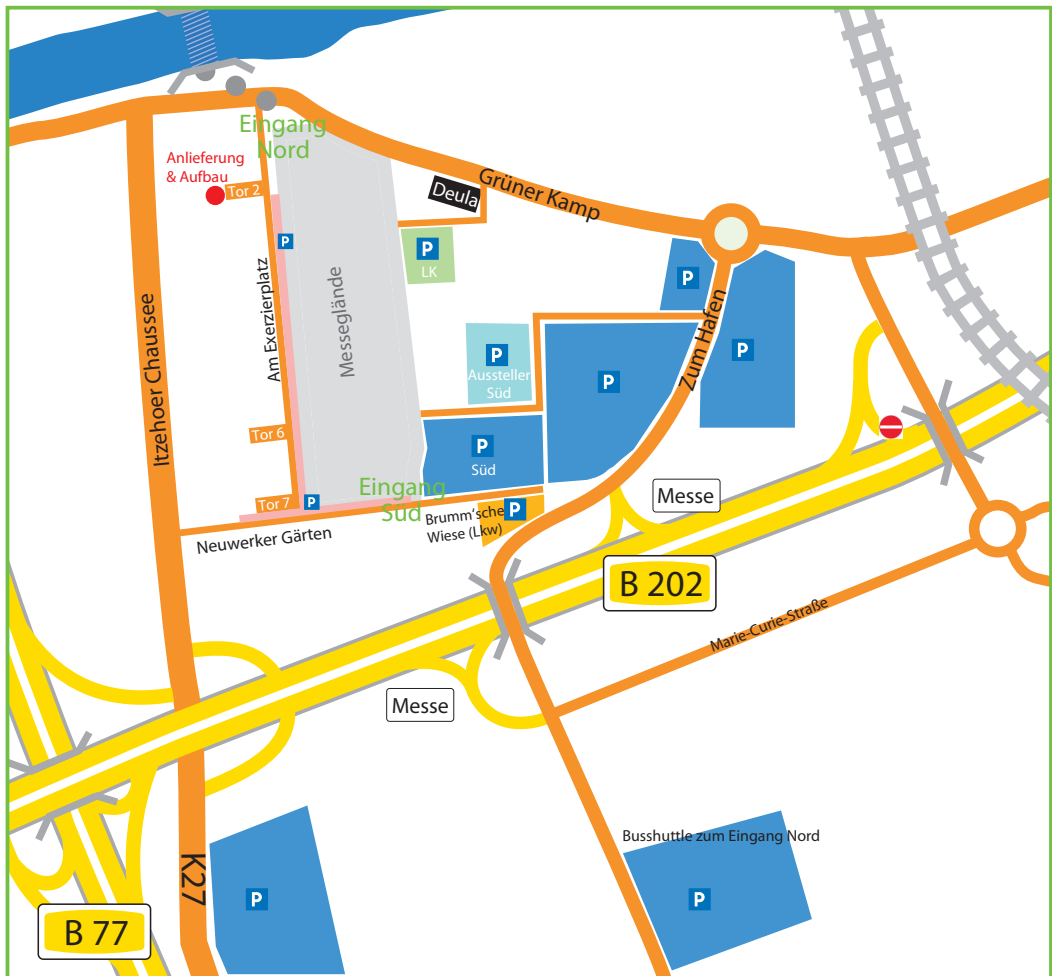 Eingang
Nord
Anlieferung
& Aufbau
Tor 2
Deula
Grüner Kamp
P
P
LK
P
Am Exerzierplatz
Messeglände
Itzehoer Chaussee
Zum Hafen
P
P
Aussteller
Süd
P
Tor 6
P
Süd
Tor 7
P
Eingang
Süd
Brumm'sche
Wiese (Lkw)
P
Messe
Neuwerker Gärten
B 202
Marie-Curie-Straße
Messe
Busshuttle zum Eingang Nord
K27
P
P
B 77